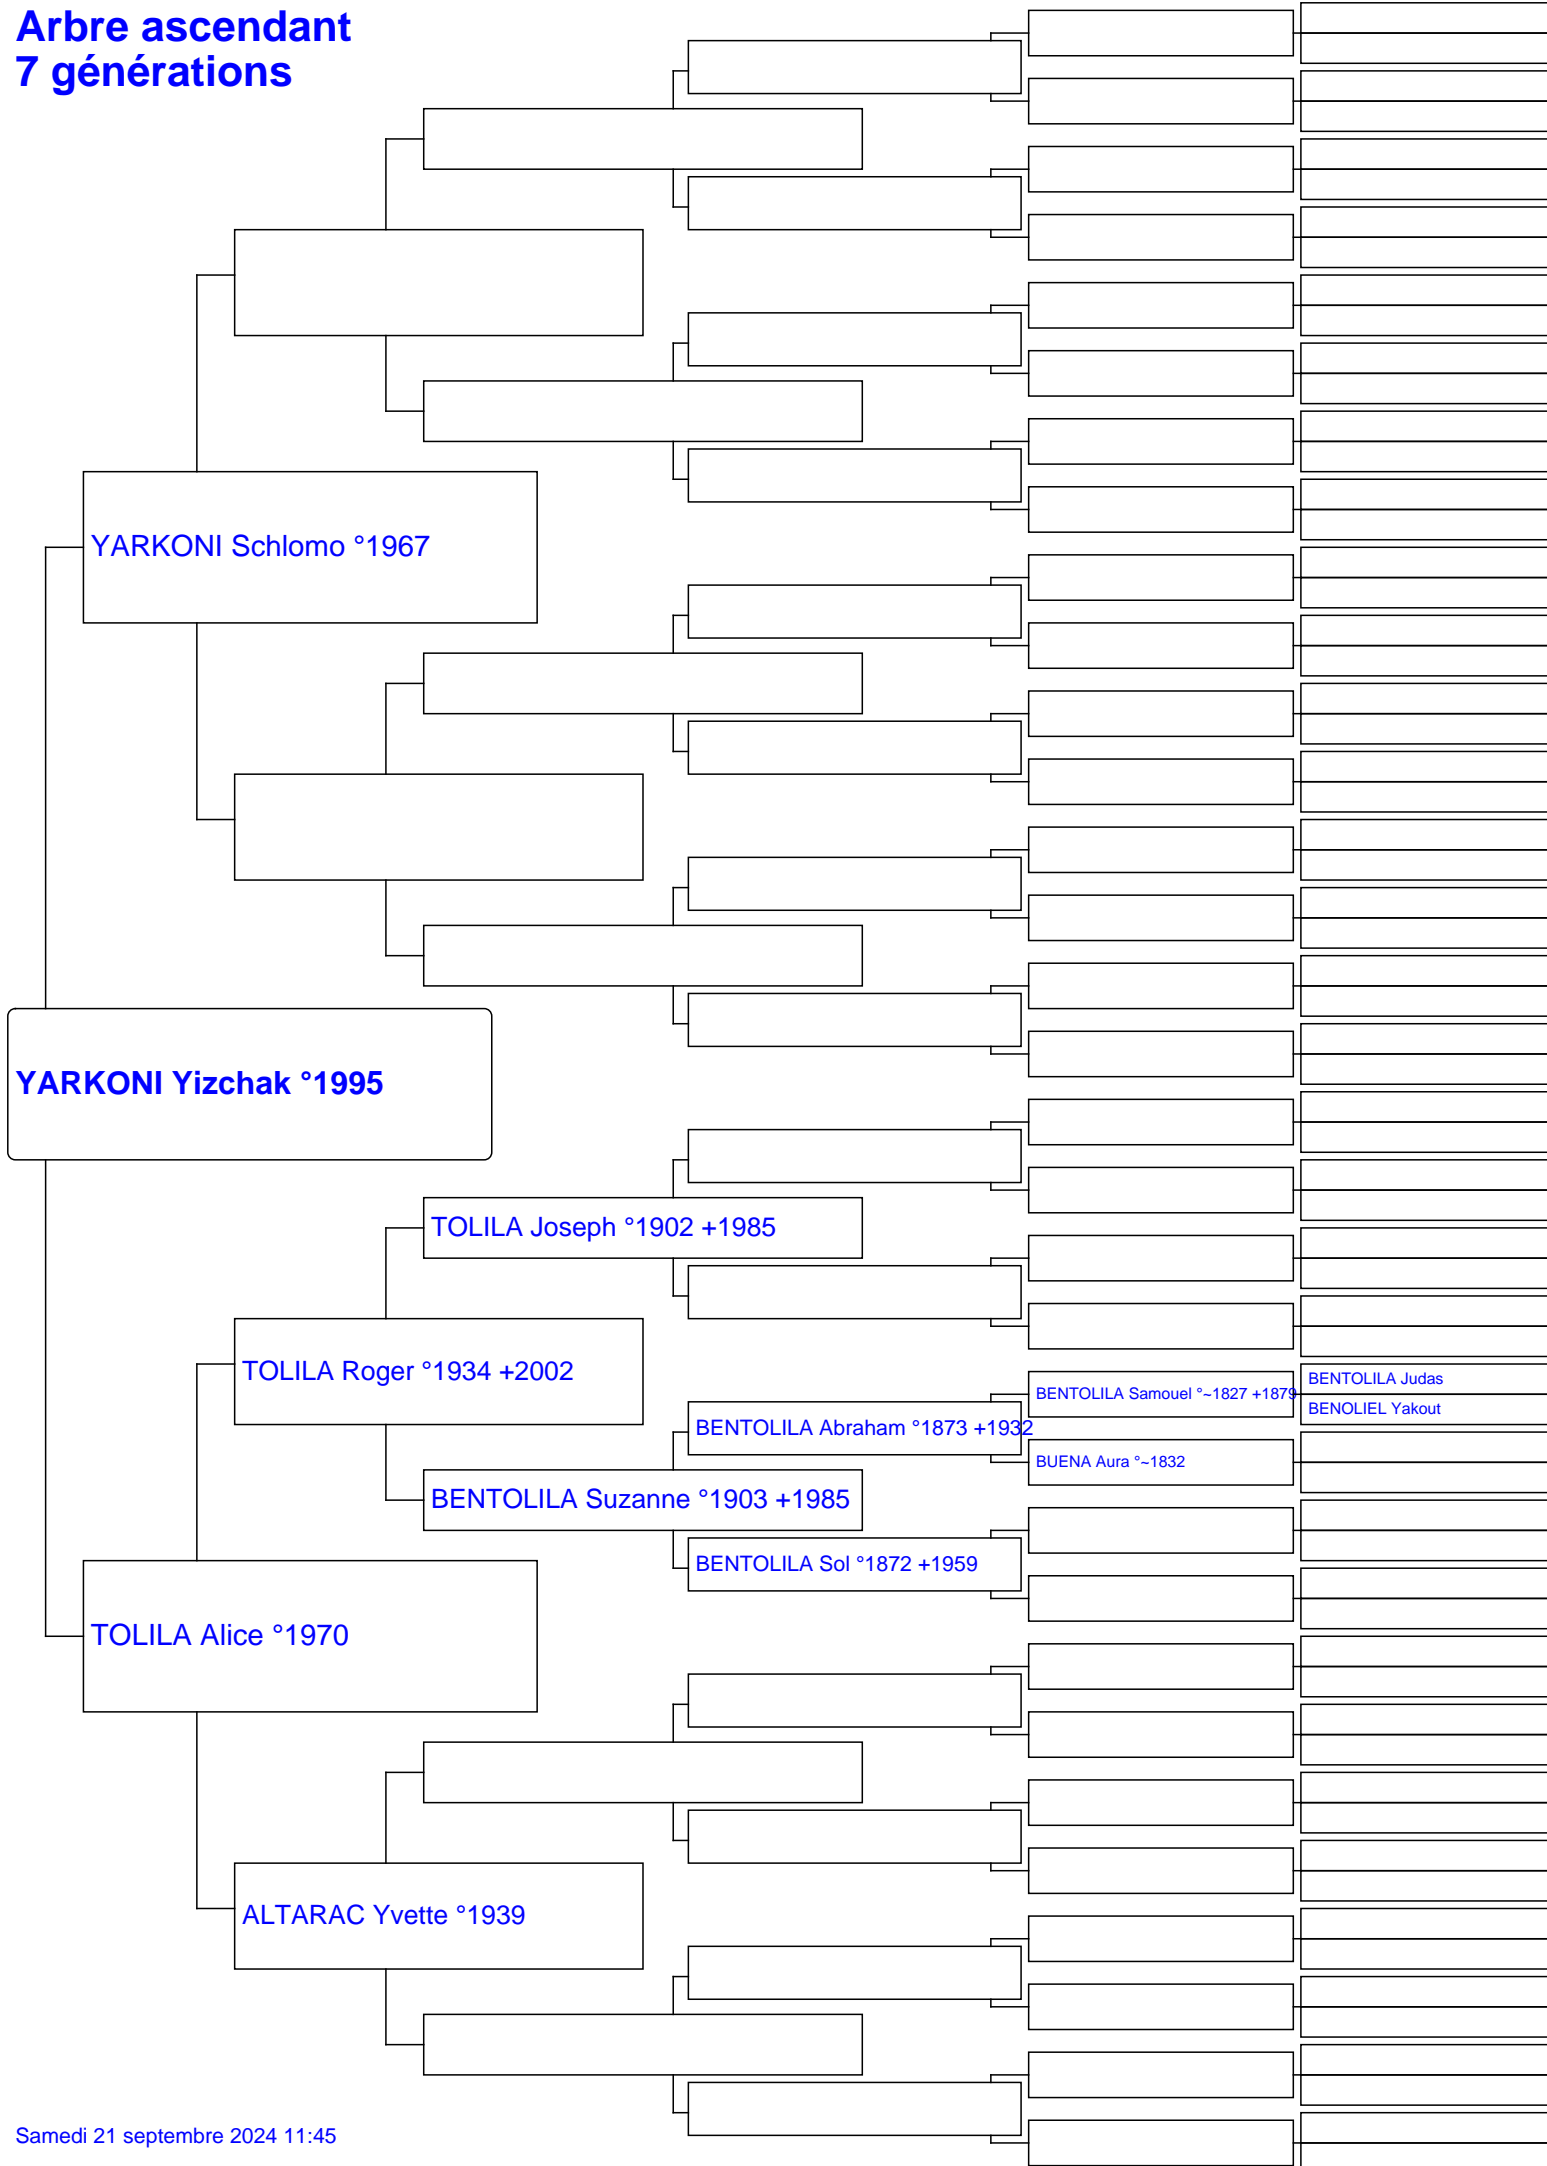 Arbre ascendant
7 générations
YARKONI Schlomo °1967
YARKONI Yizchak °1995
TOLILA Joseph °1902 +1985
TOLILA Roger °1934 +2002
BENTOLILA Samouel °~1827 +1879
BENTOLILA Judas
BENOLIEL Yakout
BENTOLILA Abraham °1873 +1932
BUENA Aura °~1832
BENTOLILA Suzanne °1903 +1985
BENTOLILA Sol °1872 +1959
TOLILA Alice °1970
ALTARAC Yvette °1939
Samedi 21 septembre 2024 11:45